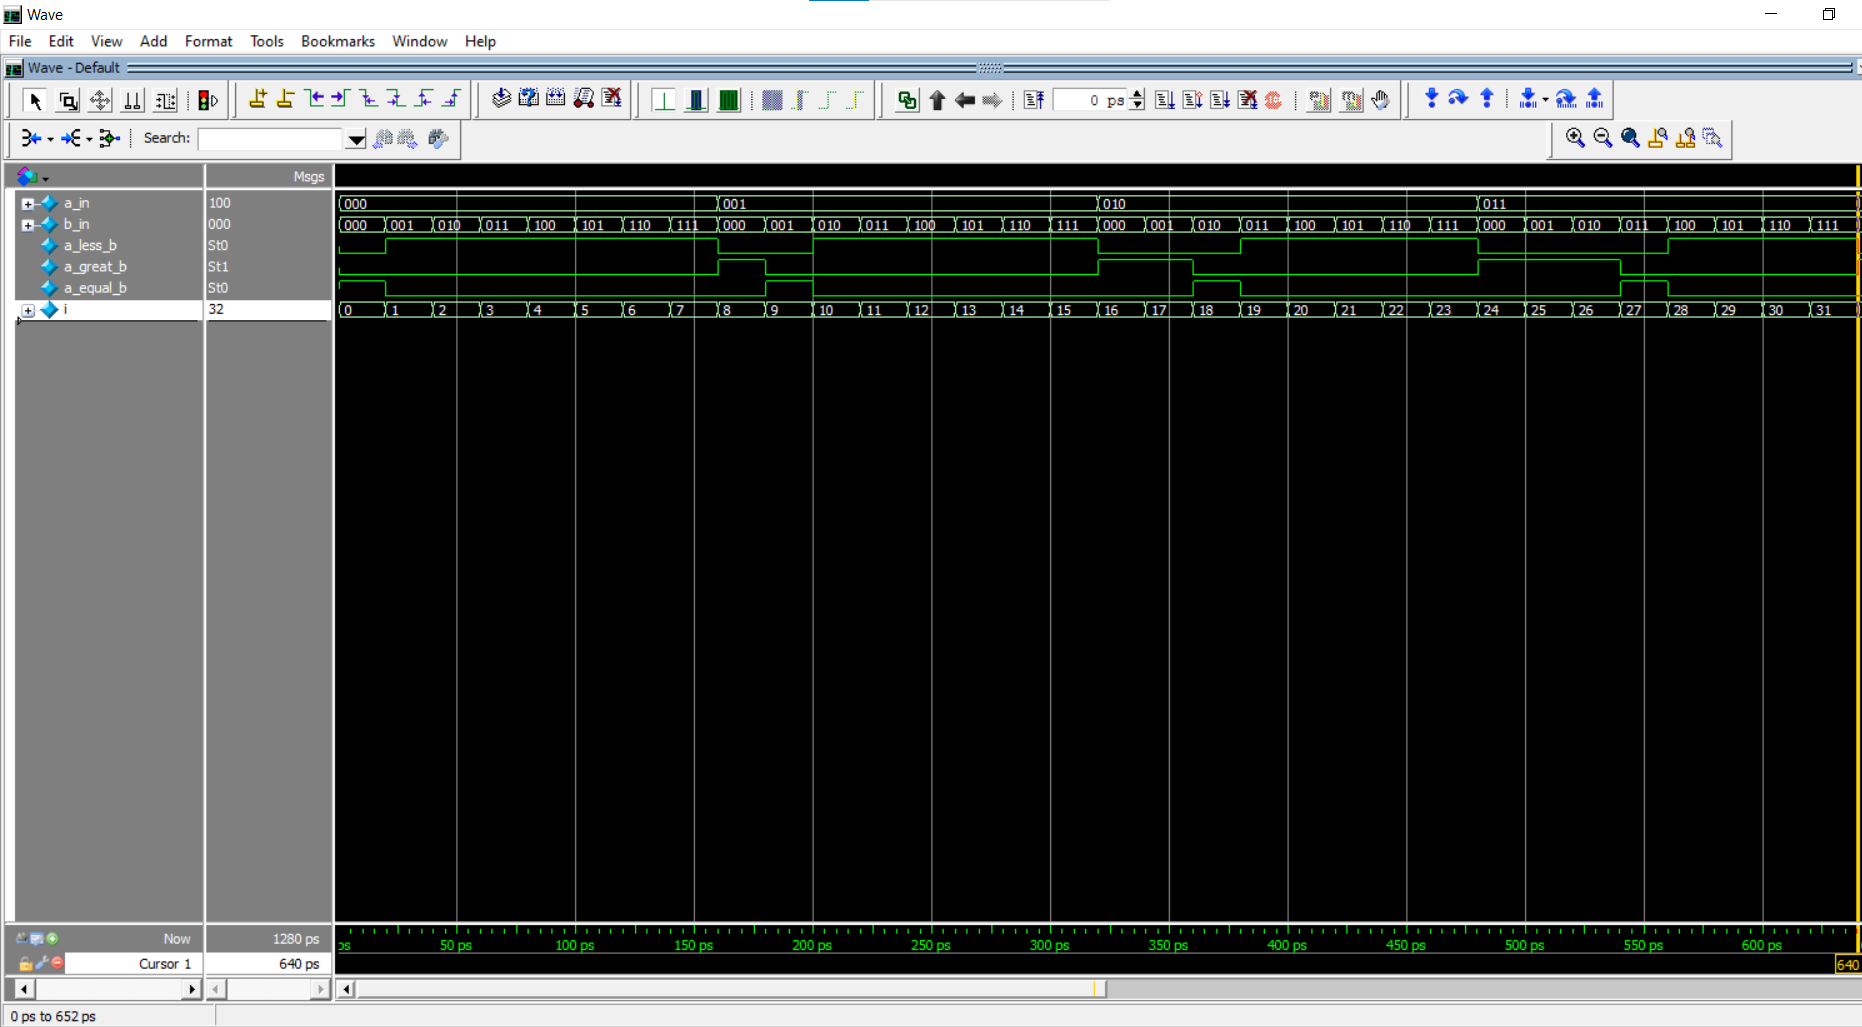 Wave
File Edit View Add Format Tools Bookmarks Window Help
Wave - Default
0 ps
Search:
Msgs
a_in 100 000 001 010 011
b_in 000 000 001 010 011 100 101 110 111 000 001 010 011 100 101 110 111 000 001 010 011 100 101 110 111 000 001 010 011 100 101 110 111
a_less_b St0
a_great_b St1
a_equal_b St0
i 32 0 1 2 3 4 5 6 7 8 9 10 11 12 13 14 15 16 17 18 19 20 21 22 23 24 25 26 27 28 29 30 31
Now 1280 ps ps 50 ps 100 ps 150 ps 200 ps 250 ps 300 ps 350 ps 400 ps 450 ps 500 ps 550 ps 600 ps
Cursor 1 640 ps 640
0 ps to 652 ps